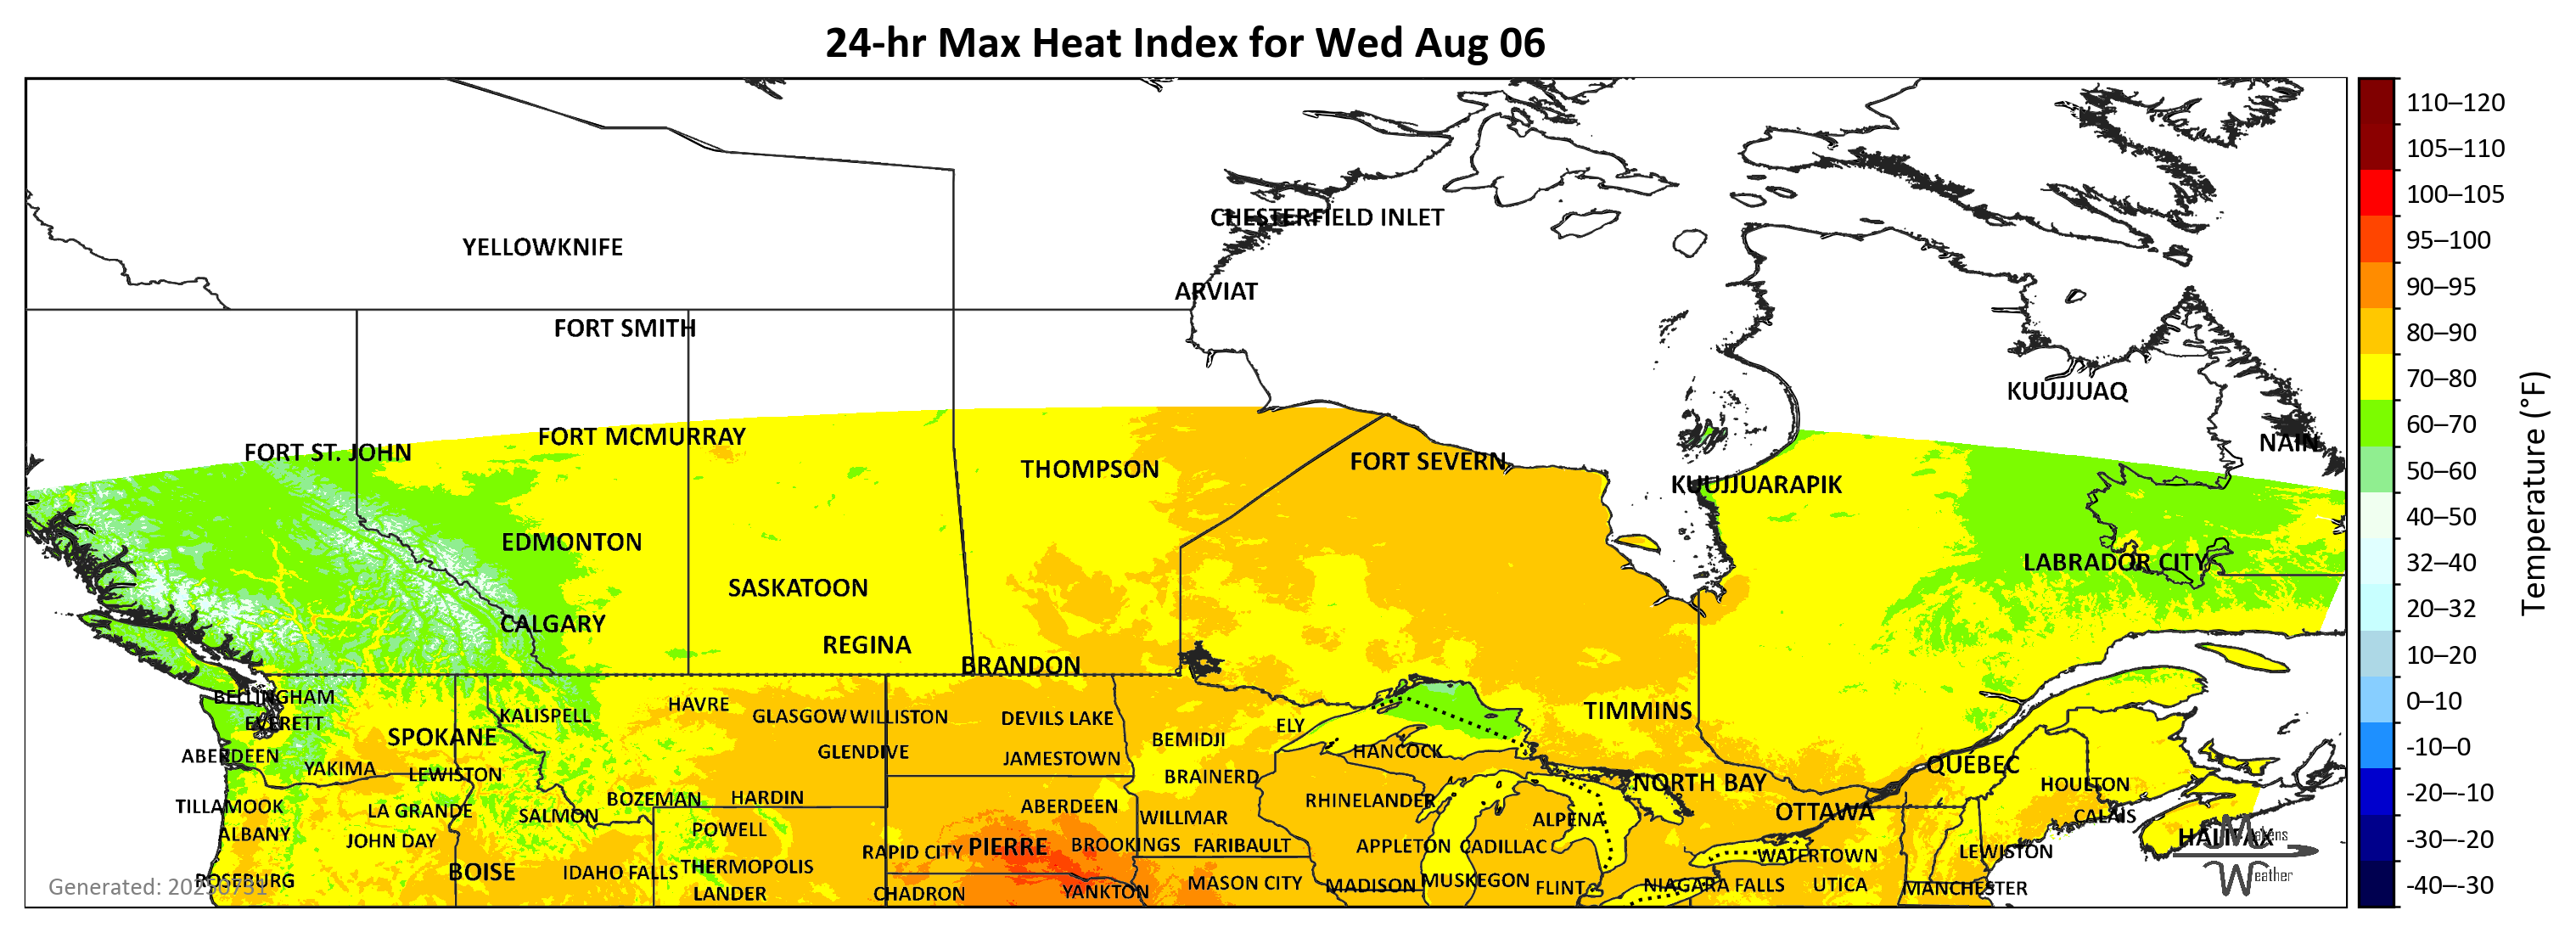 24-hr Max Heat Index for Wed Aug 06
110–120
105–110
100–105
95–100
90–95
80–90
70–80
60–70
50–60
40–50
32–40
20–32
10–20
0–10
-10–0
-20–-10
-30–-20
-40–-30
Temperature (°F)
CHESTERFIELD INLET
YELLOWKNIFE
ARVIAT
FORT SMITH
KUUJJUAQ
FORT MCMURRAY
NAIN
FORT ST. JOHN
FORT SEVERN
THOMPSON
KUUJJUARAPIK
EDMONTON
LABRADOR CITY
SASKATOON
CALGARY
REGINA
BRANDON
BELLINGHAM
HAVRE
TIMMINS
KALISPELL
GLASGOW
WILLISTON
DEVILS LAKE
EVERETT
ELY
SPOKANE
BEMIDJI
GLENDIVE
HANCOCK
ABERDEEN
JAMESTOWN
QUÉBEC
YAKIMA
LEWISTON
BRAINERD
NORTH BAY
HOULTON
BOZEMAN
HARDIN
RHINELANDER
TILLAMOOK
ABERDEEN
LA GRANDE
SALMON
WILLMAR
OTTAWA
CALAIS
ALPENA
POWELL
ALBANY
HALIFAX
JOHN DAY
PIERRE
BROOKINGS
FARIBAULT
APPLETON
CADILLAC
RAPID CITY
LEWISTON
WATERTOWN
THERMOPOLIS
BOISE
IDAHO FALLS
ROSEBURG
MUSKEGON
MASON CITY
MADISON
NIAGARA FALLS
UTICA
FLINT
MANCHESTER
YANKTON
LANDER
CHADRON
Generated: 20250731
Makens
Weather